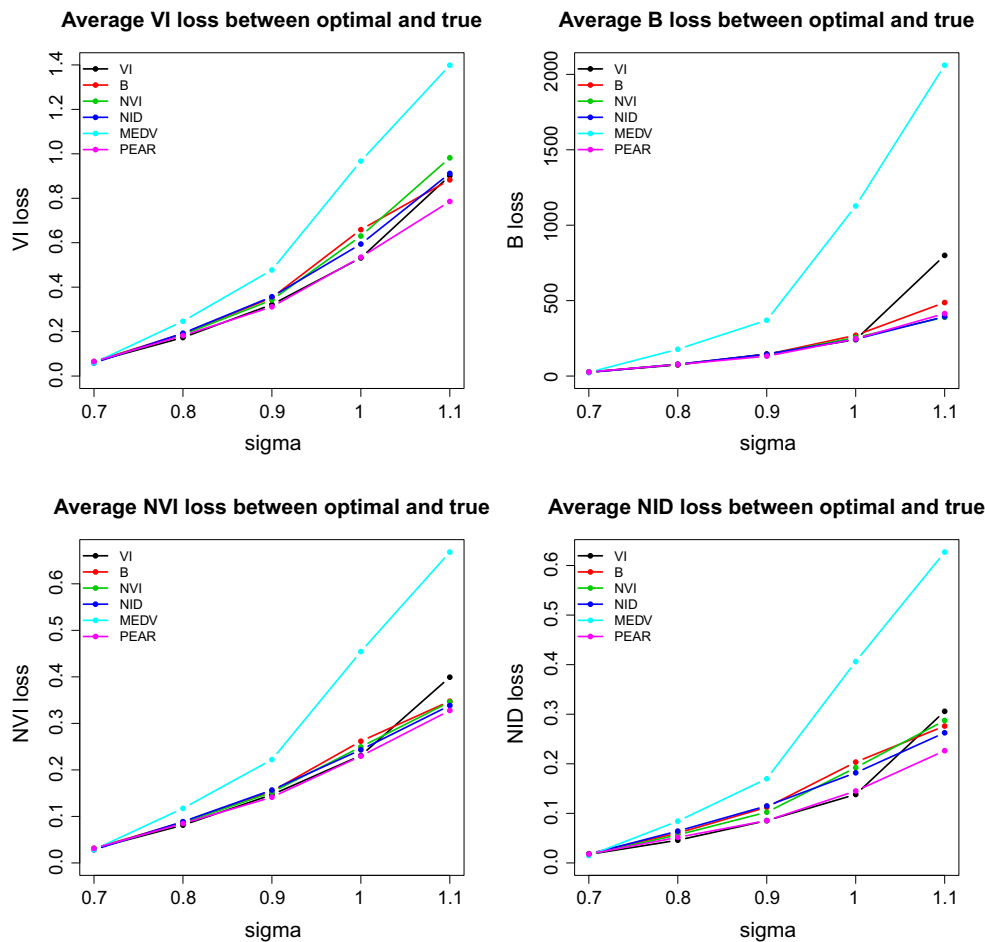 Average VI loss between optimal and true
VI loss
1.4
1.2
1.0
0.8
0.6
0.4
0.2
0.0
VI
B
NVI
NID
MEDV
PEAR
0.7
0.8
0.9
1
1.1
sigma
Average B loss between optimal and true
B loss
2000
1500
1000
500
0
VI
B
NVI
NID
MEDV
PEAR
0.7
0.8
0.9
1
1.1
sigma
Average NVI loss between optimal and true
NVI loss
0.6
0.5
0.4
0.3
0.2
0.1
0.0
VI
B
NVI
NID
MEDV
PEAR
0.7
0.8
0.9
1
1.1
sigma
Average NID loss between optimal and true
NID loss
0.6
0.5
0.4
0.3
0.2
0.1
0.0
VI
B
NVI
NID
MEDV
PEAR
0.7
0.8
0.9
1
1.1
sigma